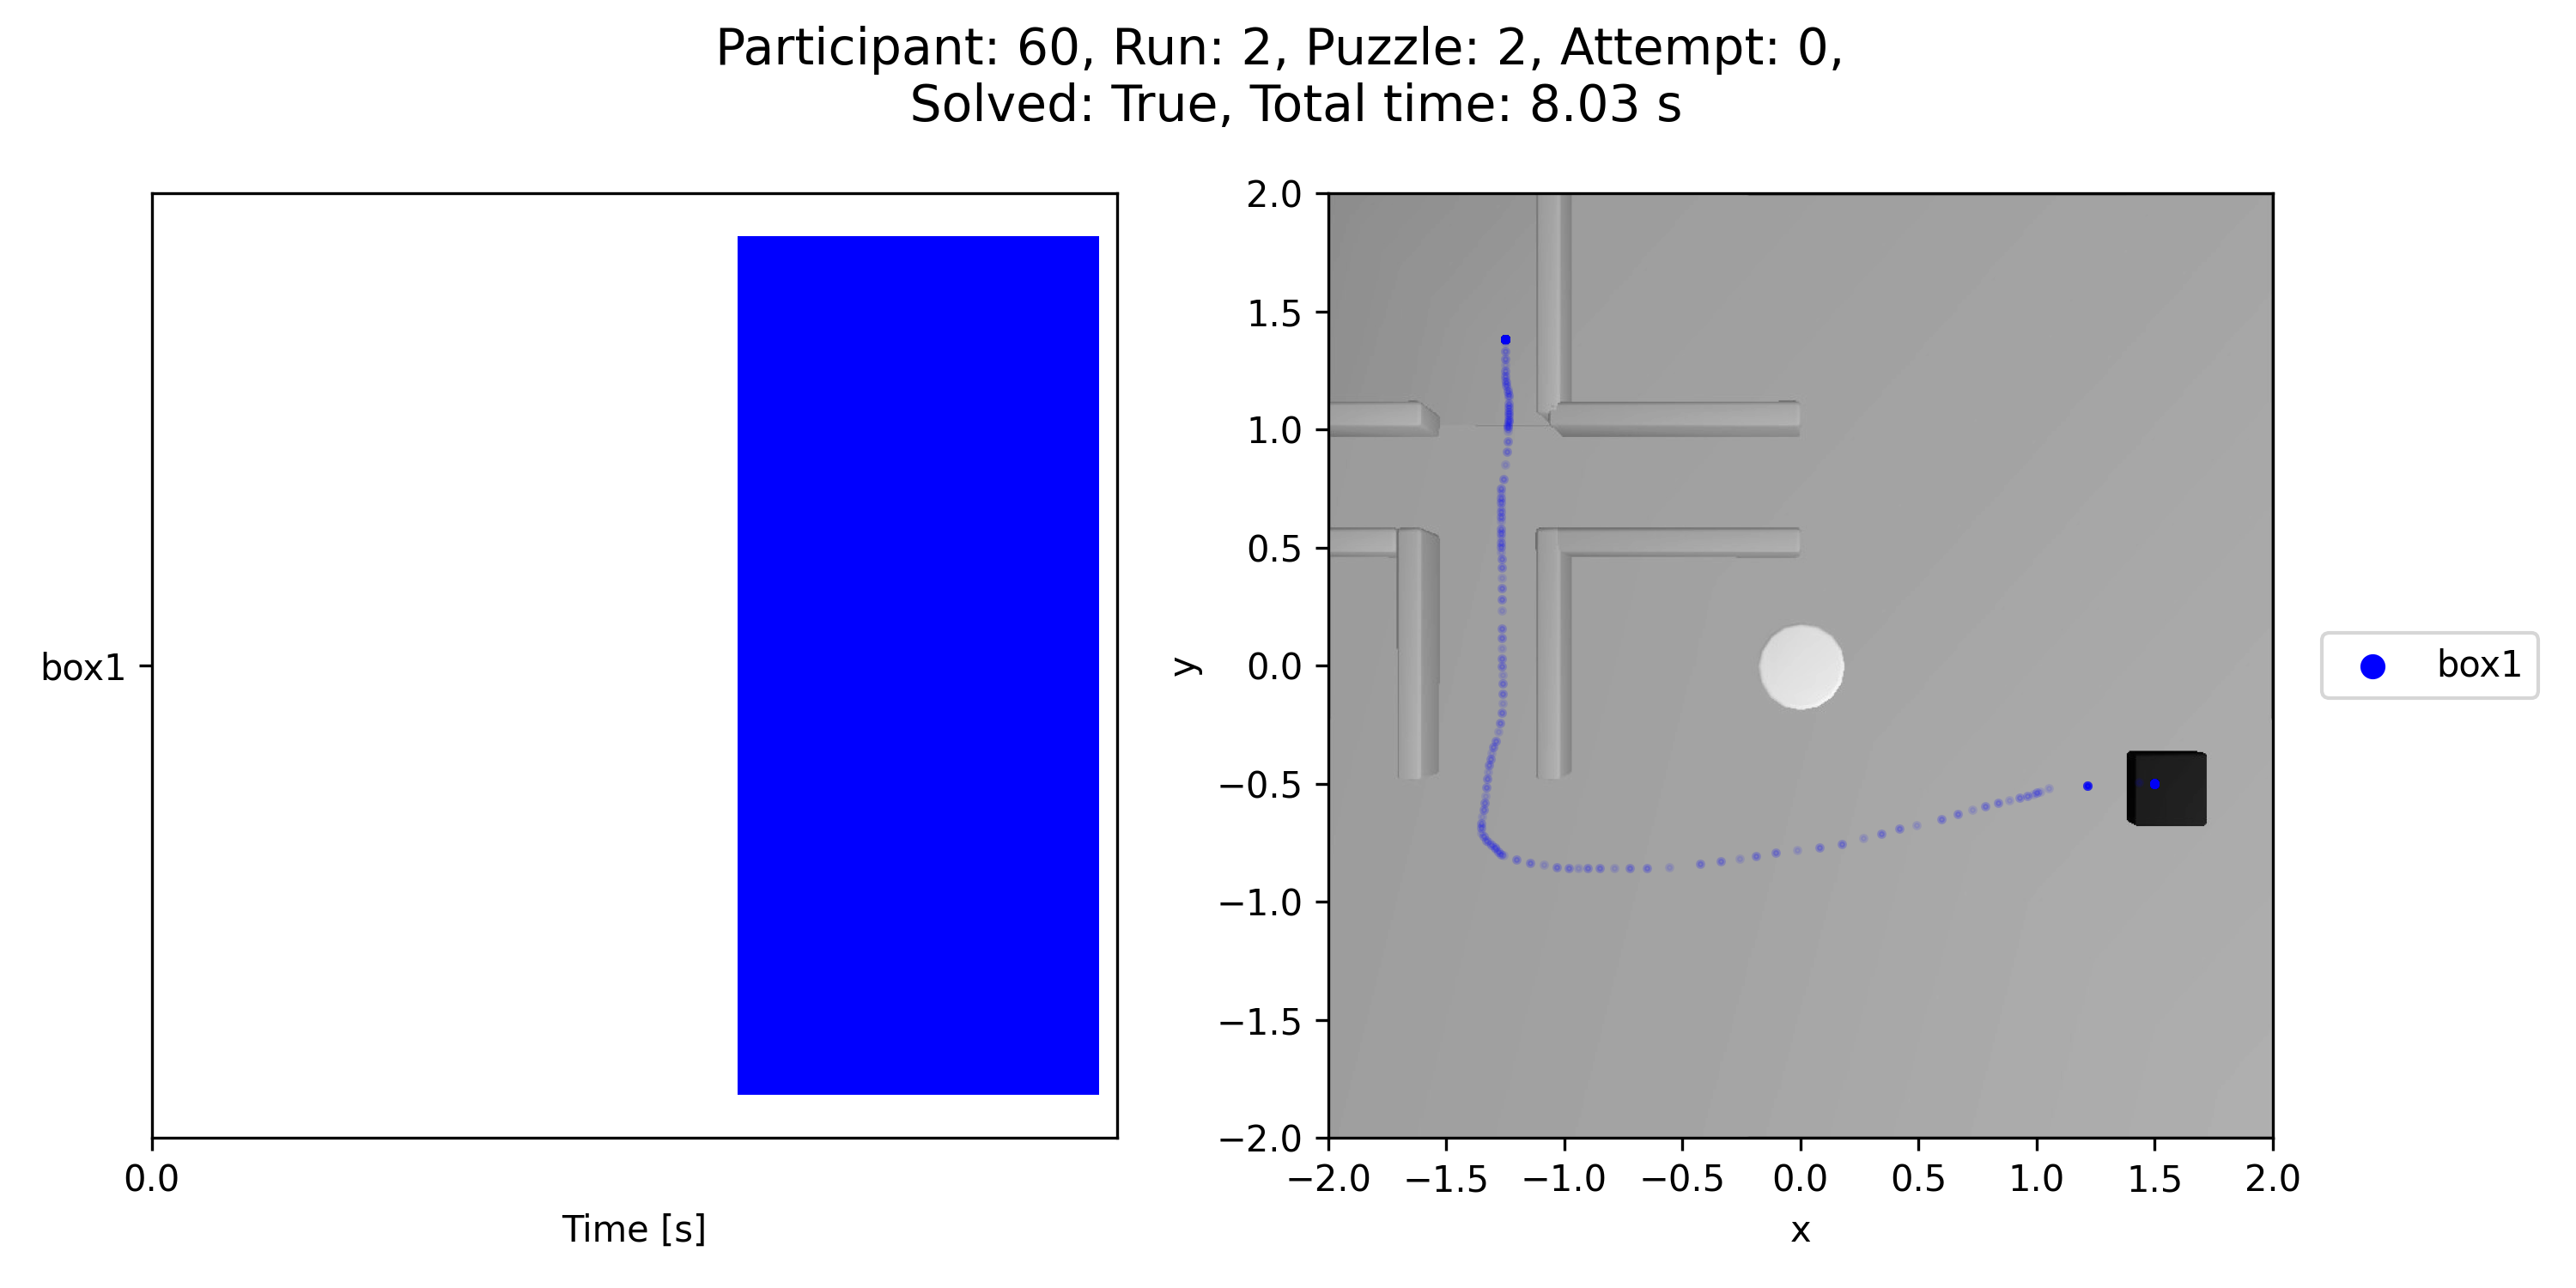 Participant: 60, Run: 2, Puzzle: 2, Attempt: 0,
Solved: True, Total time: 8.03 s
box1
0.0
Time [s]
2.0
1.5
1.0
0.5
0.0
−0.5
−1.0
−1.5
−2.0
y
−2.0 −1.5 −1.0 −0.5 0.0 0.5 1.0 1.5 2.0
x
box1